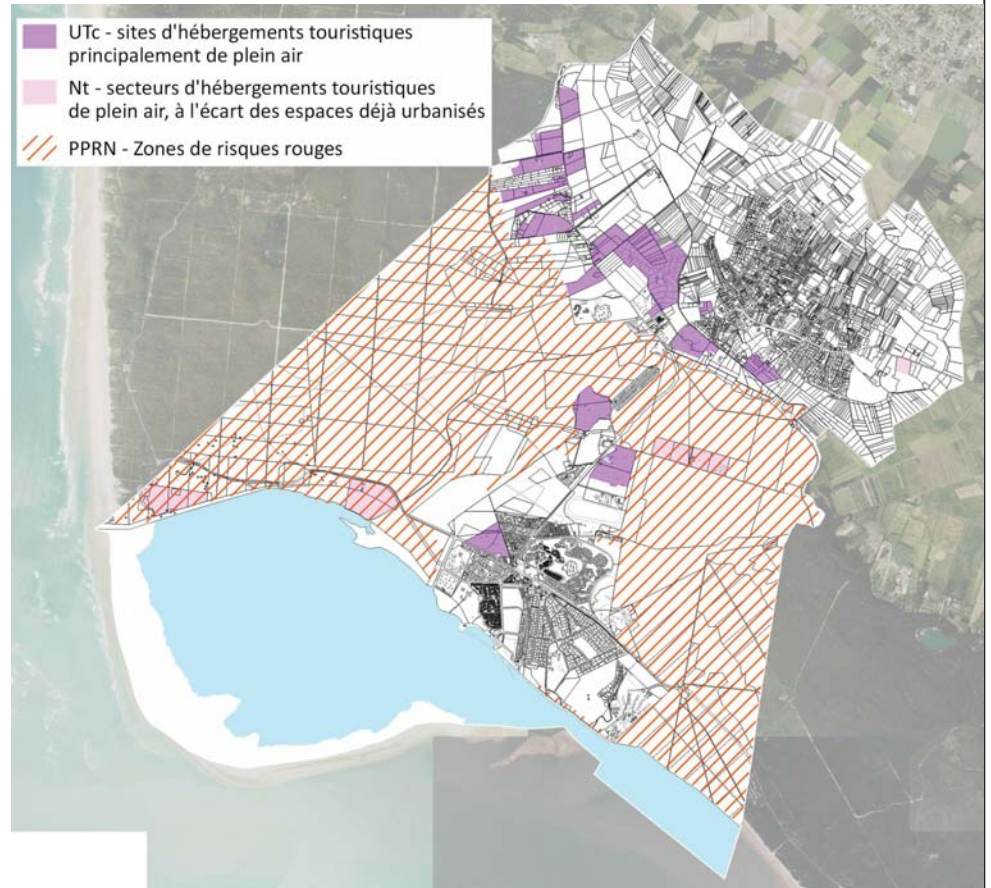 UTc - sites d'hébergements touristiques
principalement de plein air
Nt - secteurs d'hébergements touristiques
de plein air, à l'écart des espaces déjà urbanisés
PPRN - Zones de risques rouges